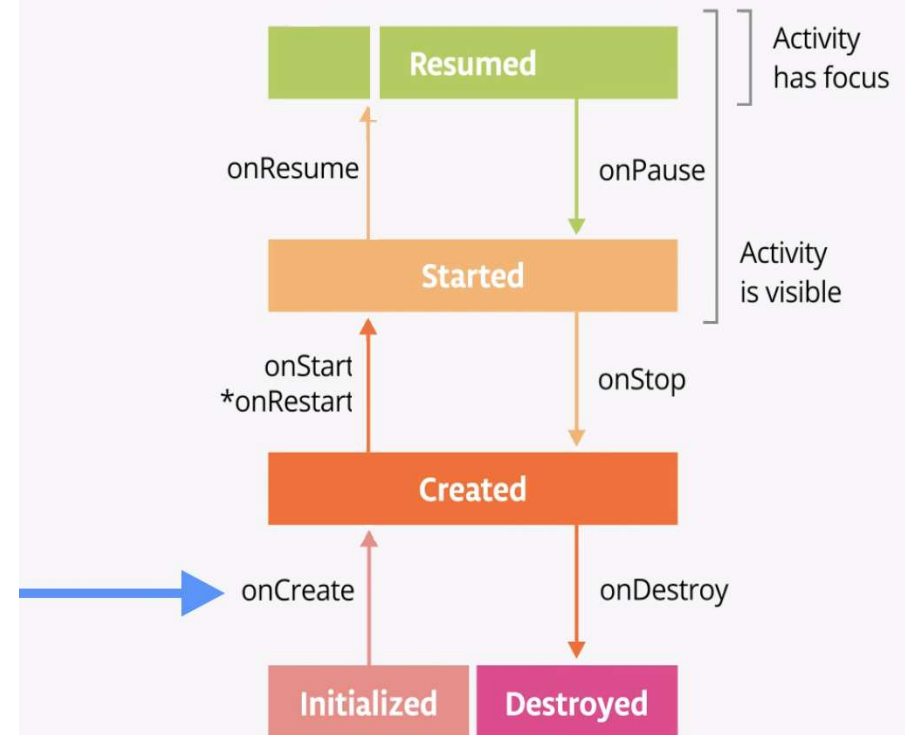 Resumed
Activity
has focus
onResume
onPause
Activity
is visible
Started
onStart
*onRestart
onStop
Created
onCreate
onDestroy
Initialized
Destroyed